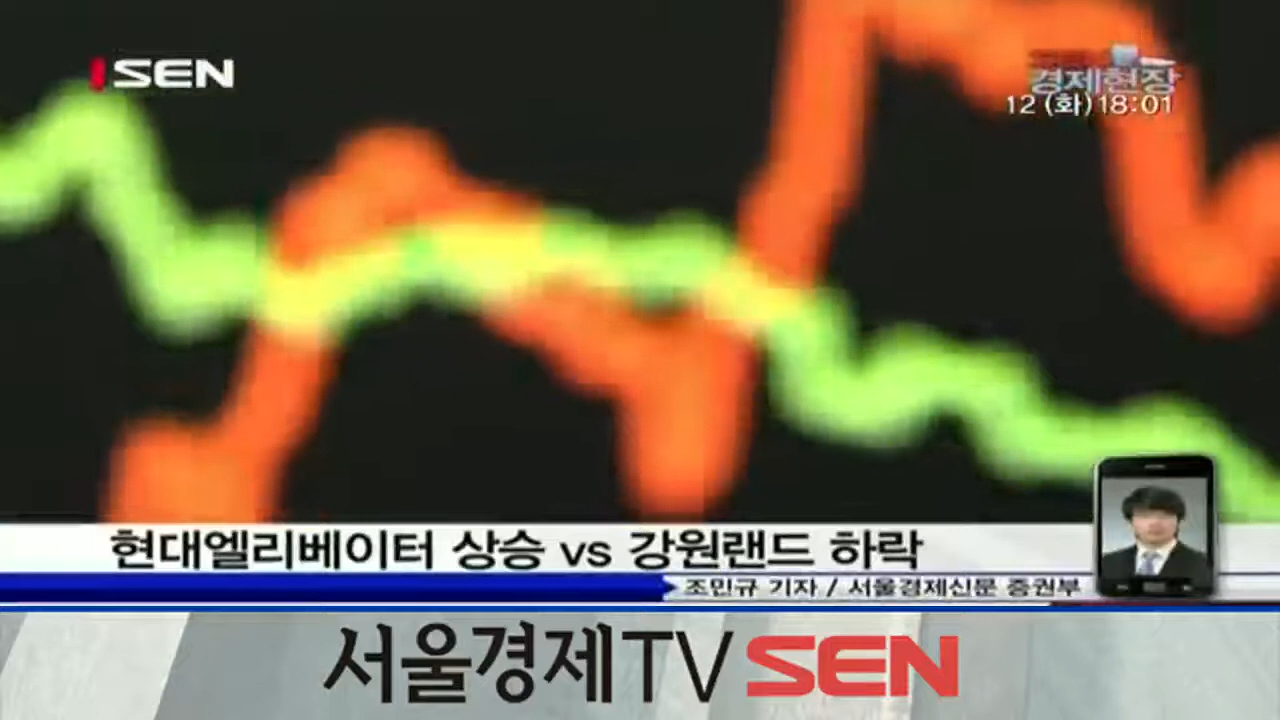 SEN
경제현장
12 (화) 18:01
현대엘리베이터 상승 vs 강원랜드 하락
조민규 기자 / 서울경제신문 증권부
서울경제TV SEN